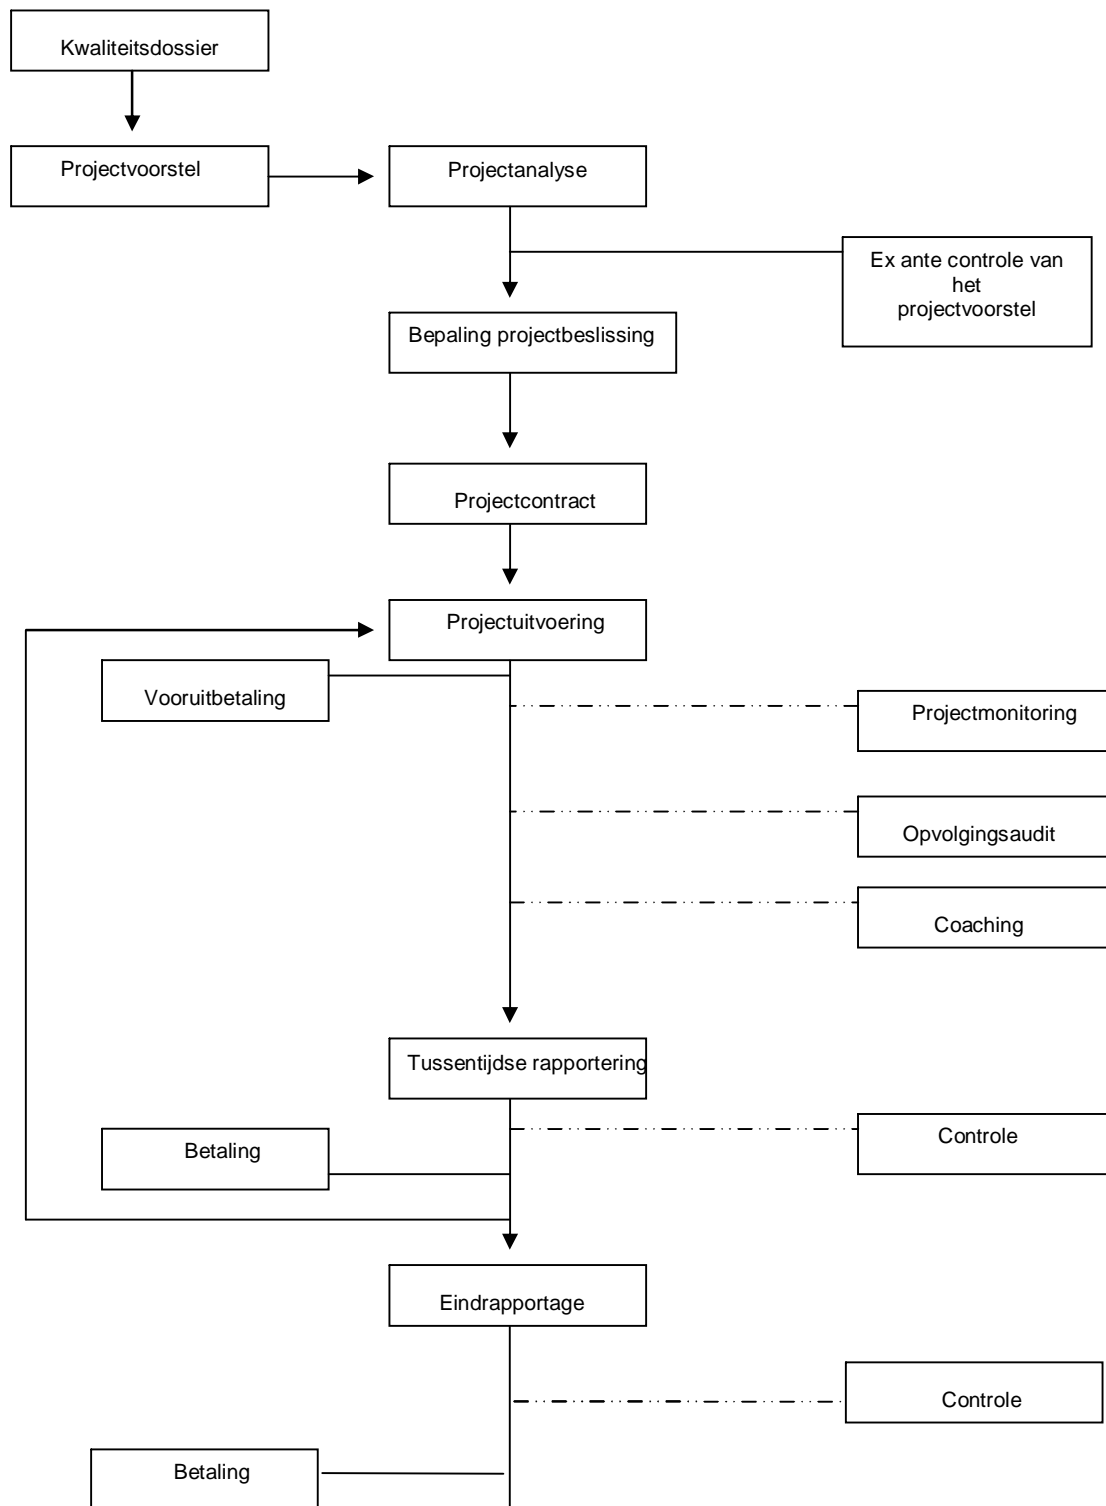 Kwaliteitsdossier
Projectvoorstel
Projectanalyse
Ex ante controle van
het
projectvoorstel
Bepaling projectbeslissing
Projectcontract
Projectuitvoering
Vooruitbetaling
Projectmonitoring
Opvolgingsaudit
Coaching
Tussentijdse rapportering
Betaling
Controle
Eindrapportage
Controle
Betaling